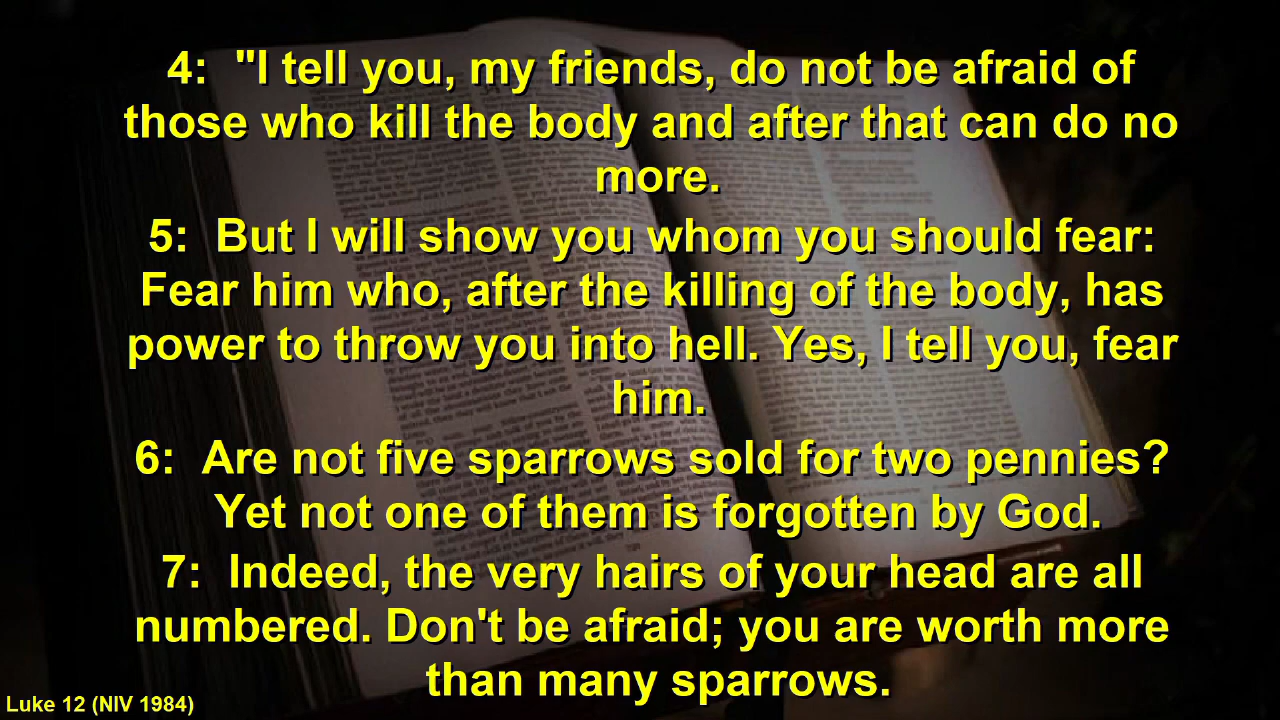 4:  "I tell you, my friends, do not be afraid of
those who kill the body and after that can do no
more.
5:  But I will show you whom you should fear:
Fear him who, after the killing of the body, has
power to throw you into hell. Yes, I tell you, fear
him.
6:  Are not five sparrows sold for two pennies?
Yet not one of them is forgotten by God.
7:  Indeed, the very hairs of your head are all
numbered. Don't be afraid; you are worth more
than many sparrows.
Luke 12 (NIV 1984)